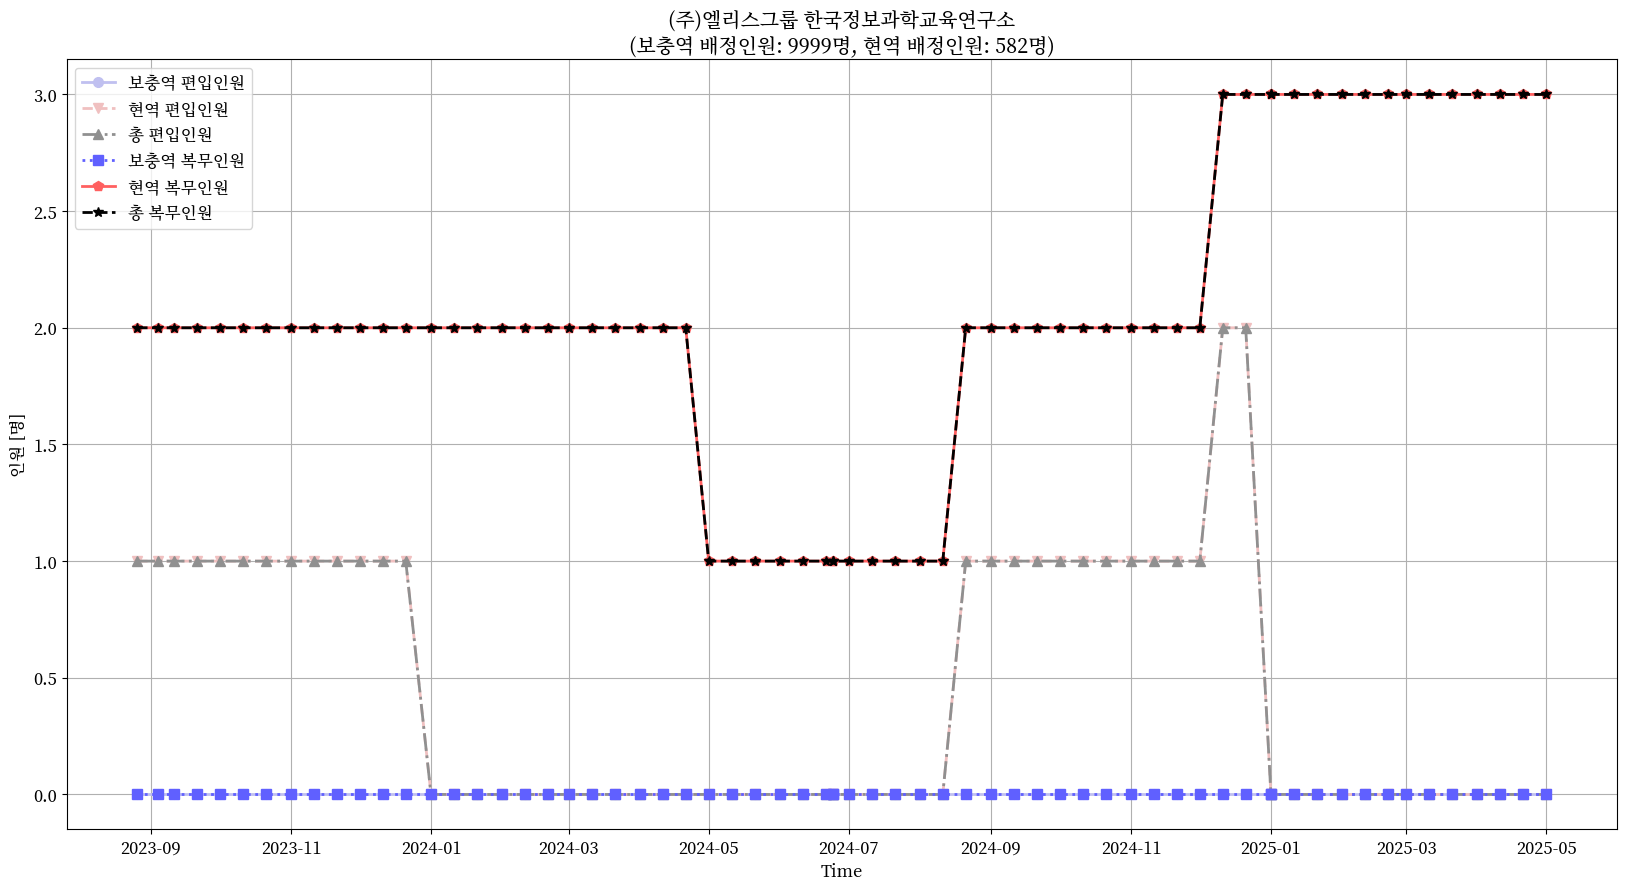 (주)엘리스그룹 한국정보과학교육연구소
(보충역 배정인원: 9999명, 현역 배정인원: 582명)
보충역 편입인원
현역 편입인원
총 편입인원
보충역 복무인원
현역 복무인원
총 복무인원
인원 [명]
3.0
2.5
2.0
1.5
1.0
0.5
0.0
2023-09 2023-11 2024-01 2024-03 2024-05 2024-07 2024-09 2024-11 2025-01 2025-03 2025-05
Time